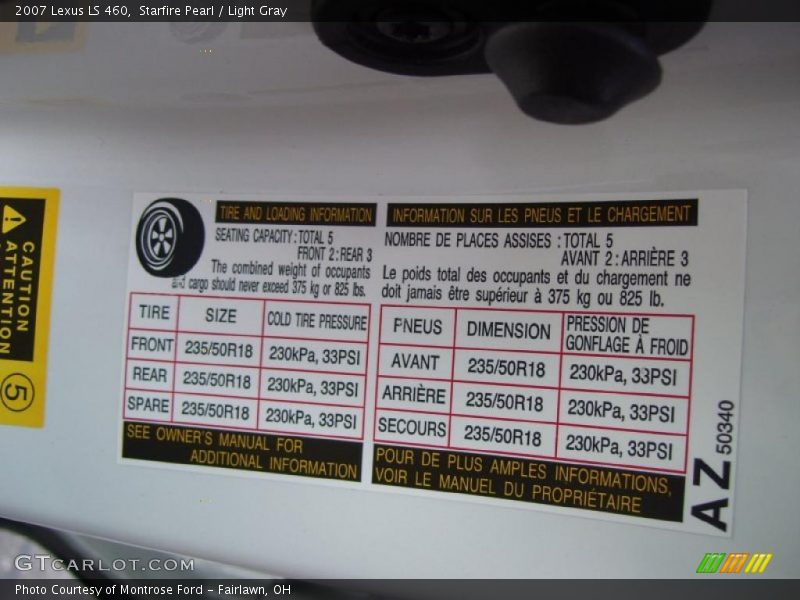 2007 Lexus LS 460, Starfire Pearl / Light Gray
CAUTION
ATTENTION
5
TIRE AND LOADING INFORMATION
SEATING CAPACITY : TOTAL 5
FRONT 2 : REAR 3
The combined weight of occupants
and cargo should never exceed 375 kg or 825 lbs.
TIRE SIZE COLD TIRE PRESSURE
FRONT 235/50R18 230kPa, 33PSI
REAR 235/50R18 230kPa, 33PSI
SPARE 235/50R18 230kPa, 33PSI
SEE OWNER'S MANUAL FOR
ADDITIONAL INFORMATION
INFORMATION SUR LES PNEUS ET LE CHARGEMENT
NOMBRE DE PLACES ASSISES : TOTAL 5
AVANT 2 : ARRIÈRE 3
Le poids total des occupants et du chargement ne
doit jamais être supérieur à 375 kg ou 825 lb.
PNEUS DIMENSION PRESSION DE
GONFLAGE À FROID
AVANT 235/50R18 230kPa, 33PSI
ARRIÈRE 235/50R18 230kPa, 33PSI
SECOURS 235/50R18 230kPa, 33PSI
POUR DE PLUS AMPLES INFORMATIONS,
VOIR LE MANUEL DU PROPRIÉTAIRE
AZ 50340
GTCARLOT.COM
Photo Courtesy of Montrose Ford - Fairlawn, OH